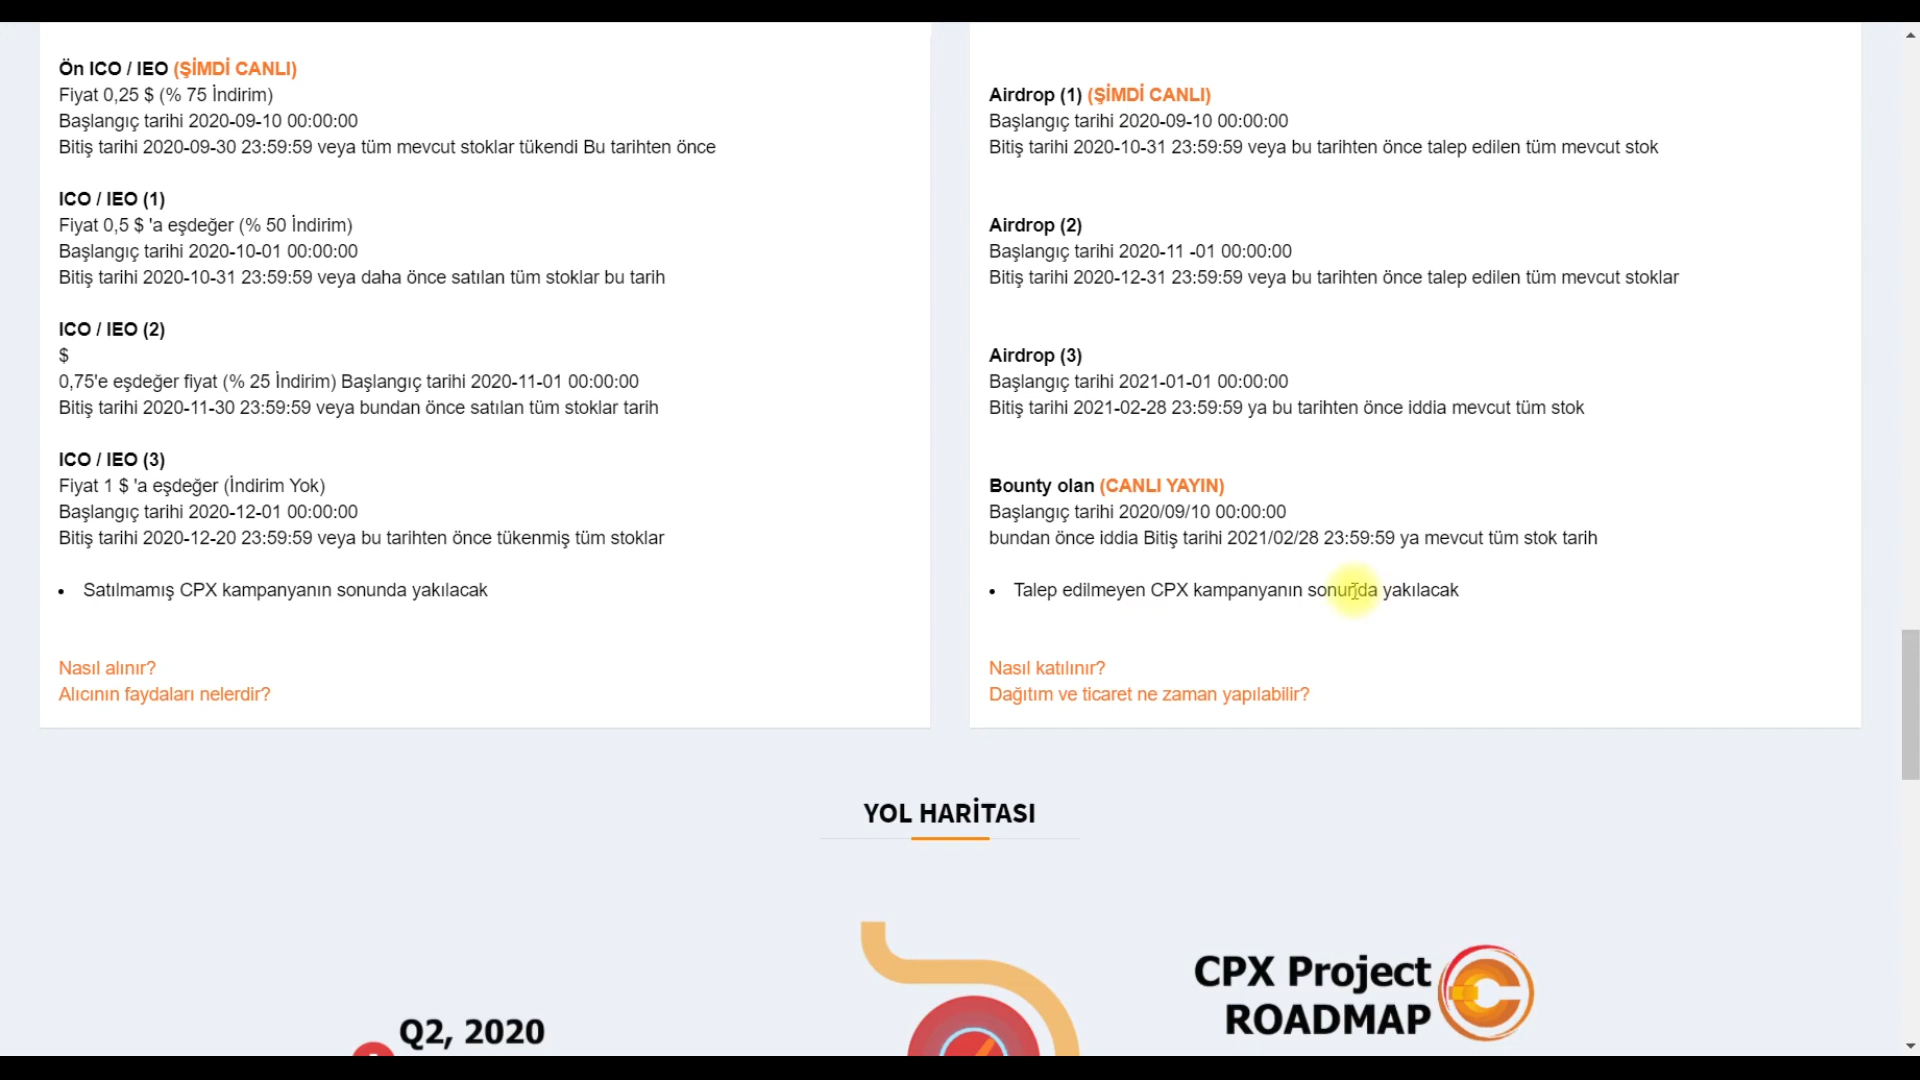 Ön ICO / IEO (ŞİMDİ CANLI)
Fiyat 0,25 $ (% 75 İndirim)
Başlangıç tarihi 2020-09-10 00:00:00
Bitiş tarihi 2020-09-30 23:59:59 veya tüm mevcut stoklar tükendi Bu tarihten önce
ICO / IEO (1)
Fiyat 0,5 $ 'a eşdeğer (% 50 İndirim)
Başlangıç tarihi 2020-10-01 00:00:00
Bitiş tarihi 2020-10-31 23:59:59 veya daha önce satılan tüm stoklar bu tarih
ICO / IEO (2)
$
0,75'e eşdeğer fiyat (% 25 İndirim) Başlangıç tarihi 2020-11-01 00:00:00
Bitiş tarihi 2020-11-30 23:59:59 veya bundan önce satılan tüm stoklar tarih
ICO / IEO (3)
Fiyat 1 $ 'a eşdeğer (İndirim Yok)
Başlangıç tarihi 2020-12-01 00:00:00
Bitiş tarihi 2020-12-20 23:59:59 veya bu tarihten önce tükenmiş tüm stoklar
• Satılmamış CPX kampanyanın sonunda yakılacak
Nasıl alınır?
Alıcının faydaları nelerdir?
Airdrop (1) (ŞİMDİ CANLI)
Başlangıç tarihi 2020-09-10 00:00:00
Bitiş tarihi 2020-10-31 23:59:59 veya bu tarihten önce talep edilen tüm mevcut stok
Airdrop (2)
Başlangıç tarihi 2020-11 -01 00:00:00
Bitiş tarihi 2020-12-31 23:59:59 veya bu tarihten önce talep edilen tüm mevcut stoklar
Airdrop (3)
Başlangıç tarihi 2021-01-01 00:00:00
Bitiş tarihi 2021-02-28 23:59:59 ya bu tarihten önce iddia mevcut tüm stok
Bounty olan (CANLI YAYIN)
Başlangıç tarihi 2020/09/10 00:00:00
bundan önce iddia Bitiş tarihi 2021/02/28 23:59:59 ya mevcut tüm stok tarih
• Talep edilmeyen CPX kampanyanın sonunda yakılacak
Nasıl katılınır?
Dağıtım ve ticaret ne zaman yapılabilir?
YOL HARİTASI
CPX Project
ROADMAP
Q2, 2020